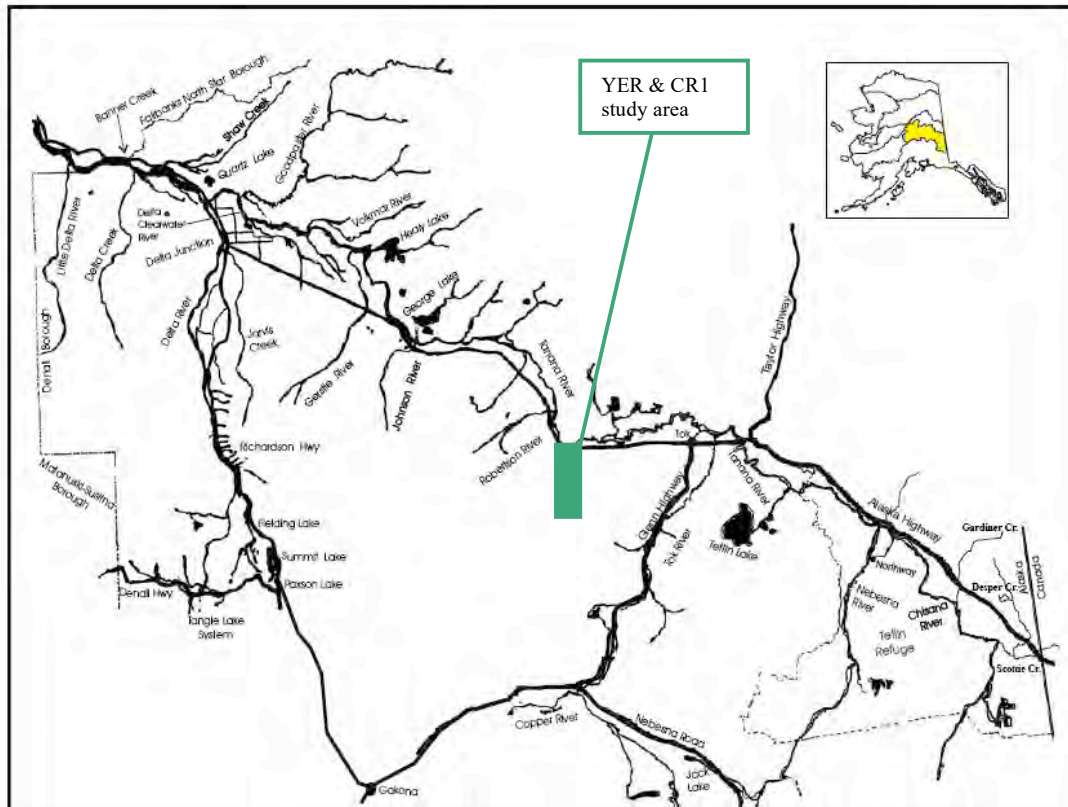 YER & CR1
study area
Banner Creek
Fairbanks North Star Borough
Shaw Creek
Quartz Lake
Goodpaster River
Little Delta River
Delta Creek
Delta
Clearwater
River
Delta Junction
Volkmar River
Healy Lake
George Lake
Denali Borough
Delta River
Jarvis
Creek
Gerstle River
Johnson River
Tanana River
Taylor Highway
Robertson River
Richardson Hwy
Matanuska-Susitna
Borough
Tok
Tanana River
Glenn Highway
Tok River
Tetlin Lake
Alaska Highway
Fielding Lake
Summit Lake
Paxson Lake
Denali Hwy
Tangle Lake
System
Northway
Nebesna
River
Chisana
River
Tetlin
Refuge
Gardiner Cr.
Desper Cr.
Alaska
Canada
Scottie Cr.
Copper River
Nebesna Road
Jack
Lake
Gakona